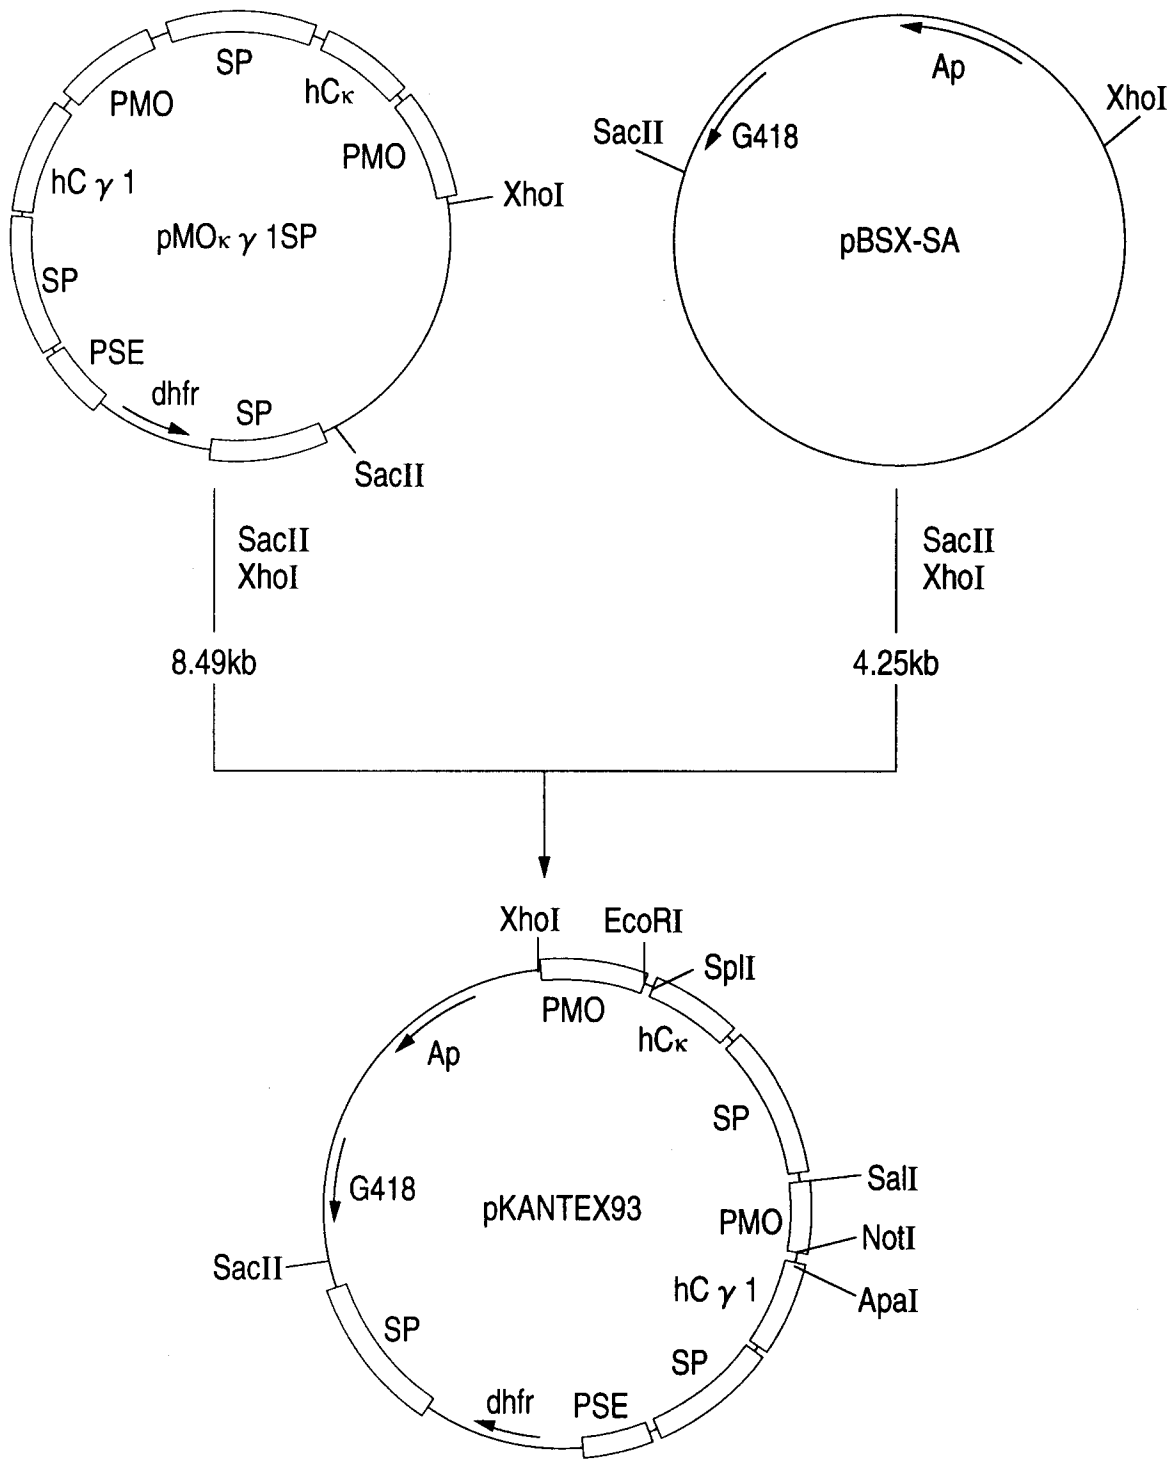 SP
hCκ
PMO
PMO
hC γ 1
XhoI
pMOκ γ 1SP
SP
PSE
dhfr
SP
SacII
Ap
XhoI
G418
SacII
pBSX-SA
SacII
XhoI
8.49kb
SacII
XhoI
4.25kb
XhoI
EcoRI
SplI
PMO
hCκ
Ap
SP
SalI
G418
pKANTEX93
PMO
NotI
SacII
hC γ 1
ApaI
SP
SP
dhfr
PSE